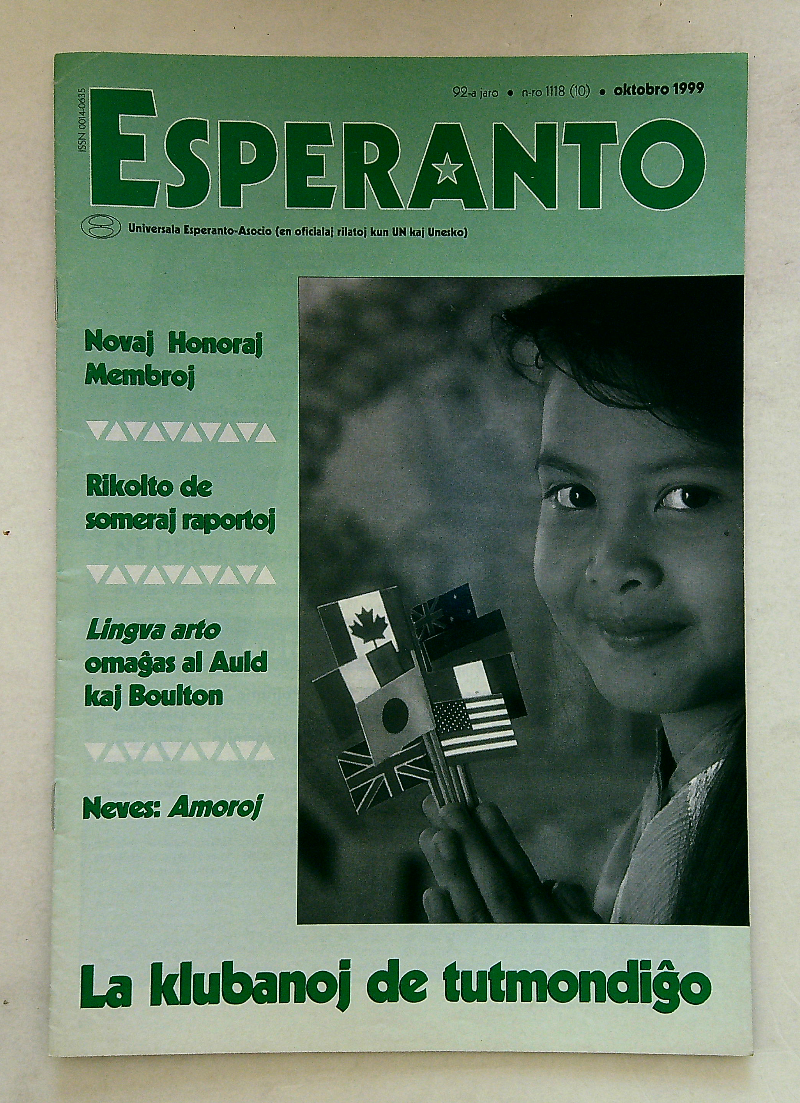 92-a jaro • n-ro 1118 (10) • oktobro 1999
ISSN 0014-0635
ESPERANTO
Universala Esperanto-Asocio (en oficialaj rilatoj kun UN kaj Unesko)
Novaj Honoraj
Membroj
Rikolto de
someraj raportoj
Lingva arto
omaĝas al Auld
kaj Boulton
Neves: Amoroj
La klubanoj de tutmondiĝo